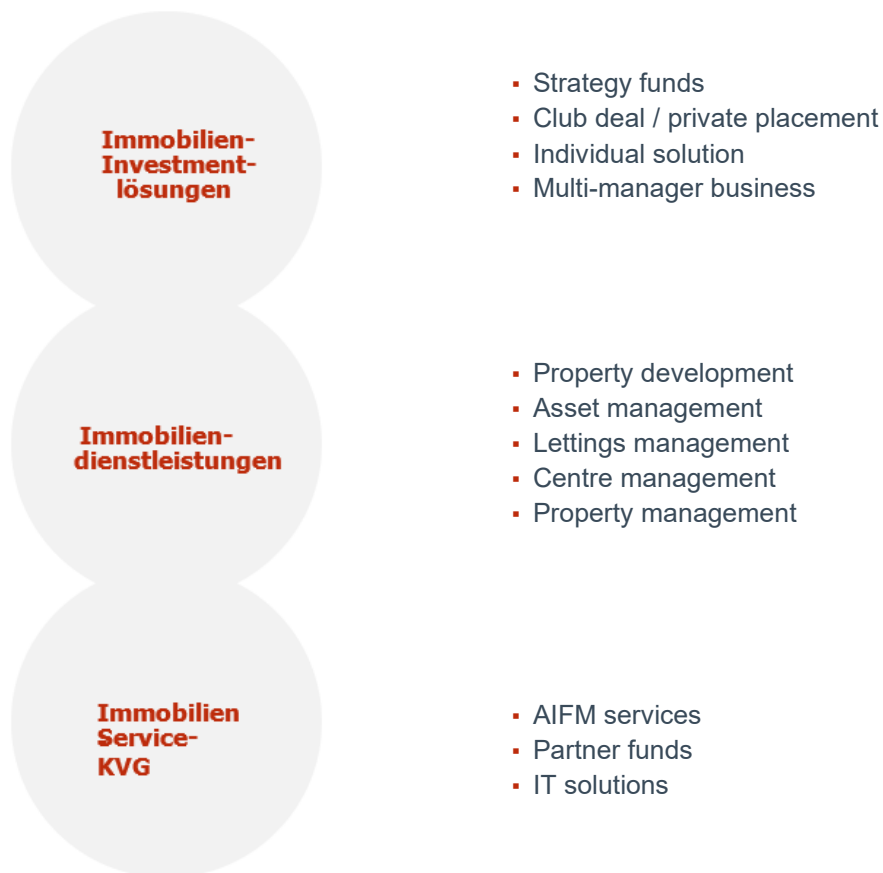 Immobilien-
Investment-
lösungen
▪ Strategy funds
▪ Club deal / private placement
▪ Individual solution
▪ Multi-manager business
Immobilien-
dienstleistungen
▪ Property development
▪ Asset management
▪ Lettings management
▪ Centre management
▪ Property management
Immobilien
Service-
KVG
▪ AIFM services
▪ Partner funds
▪ IT solutions